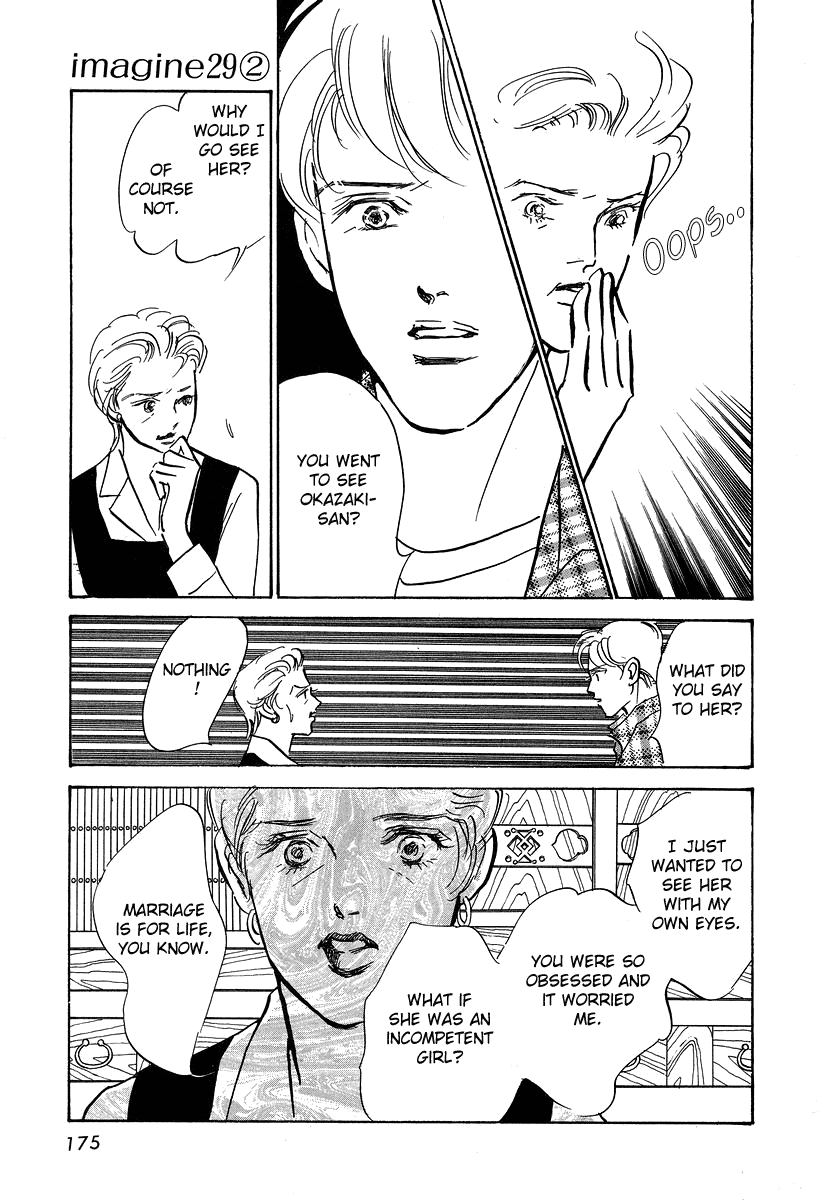 imagine29②
Oops..
YOU WENT
TO SEE
OKAZAKI-
SAN?
WHY
WOULD I
GO SEE
HER?
OF
COURSE
NOT.
WHAT DID
YOU SAY
TO HER?
NOTHING
!
I JUST
WANTED TO
SEE HER
WITH MY
OWN EYES.
YOU WERE SO
OBSESSED AND
IT WORRIED
ME.
WHAT IF
SHE WAS AN
INCOMPETENT
GIRL?
MARRIAGE
IS FOR LIFE,
YOU KNOW.
175